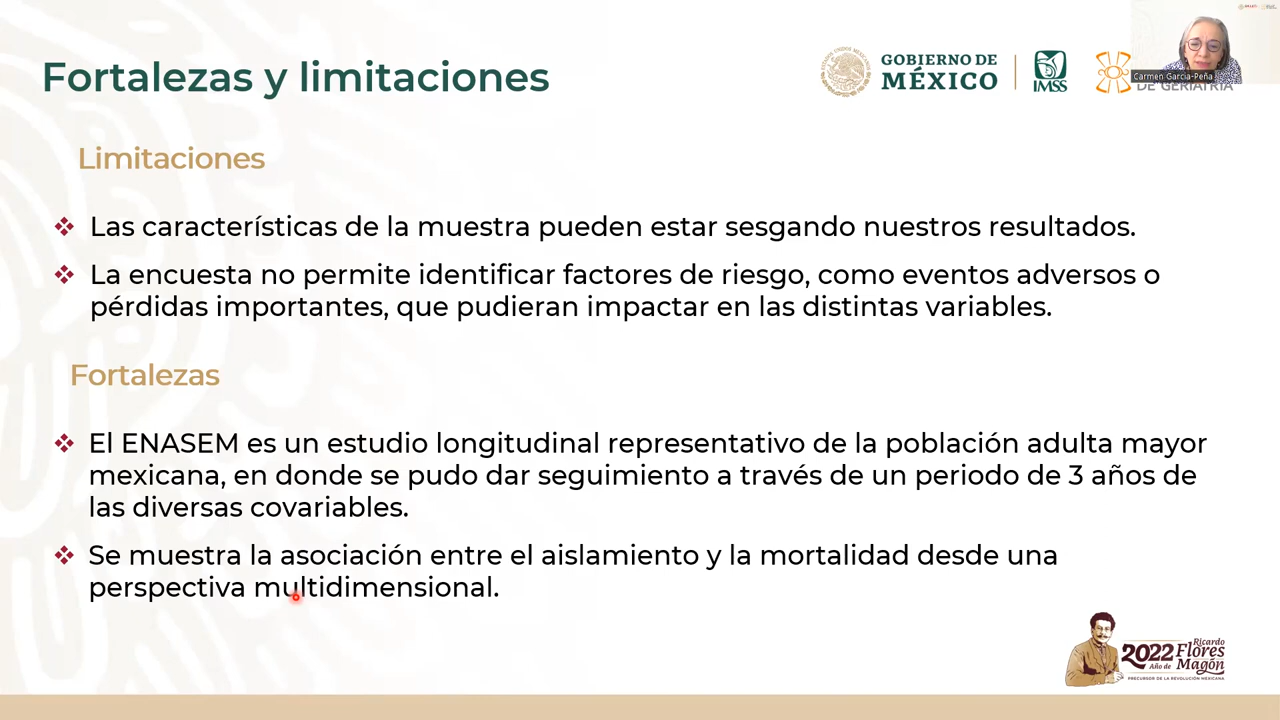 Fortalezas y limitaciones
GOBIERNO DE
MÉXICO
IMSS
Carmen García-Peña
DE GERIATRÍA
Limitaciones
Las características de la muestra pueden estar sesgando nuestros resultados.
La encuesta no permite identificar factores de riesgo, como eventos adversos o
pérdidas importantes, que pudieran impactar en las distintas variables.
Fortalezas
El ENASEM es un estudio longitudinal representativo de la población adulta mayor
mexicana, en donde se pudo dar seguimiento a través de un periodo de 3 años de
las diversas covariables.
Se muestra la asociación entre el aislamiento y la mortalidad desde una
perspectiva multidimensional.
2022 Ricardo
Año de Flores
Magón
PRECURSOR DE LA REVOLUCIÓN MEXICANA